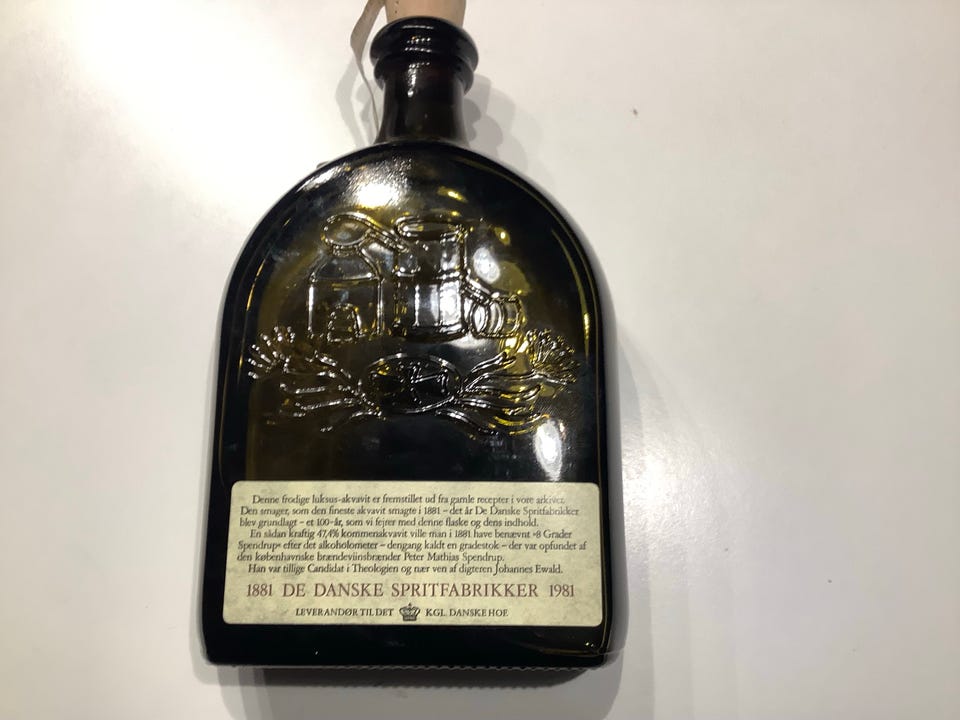 Denne frodige luksus-akvavit er fremstillet ud fra gamle recepter i vore arkiver.
Den smager, som den fineste akvavit smagte i 1881 – det år De Danske Spritfabrikker
blev grundlagt – et 100-år, som vi fejrer med denne flaske og dens indhold.
En sådan kraftig 47,4% kommenakvavit ville man i 1881 have benævnt »8 Grader
Spendrup« efter det alkoholometer – dengang kaldt en gradestok – der var opfundet af
den københavnske brændeviinsbrænder Peter Mathias Spendrup.
Han var tillige Candidat i Theologien og nær ven af digteren Johannes Ewald.
1881 DE DANSKE SPRITFABRIKKER 1981
LEVERANDØR TIL DET KGL. DANSKE HOF.